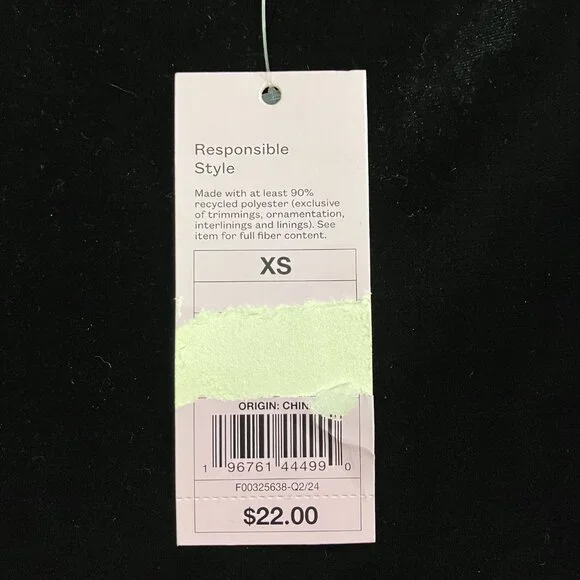 Responsible
Style
Made with at least 90%
recycled polyester (exclusive
of trimmings, ornamentation,
interlinings and linings). See
item for full fiber content.
XS
ORIGIN: CHIN
1 96761 44499 0
F00325638-Q2/24
$22.00